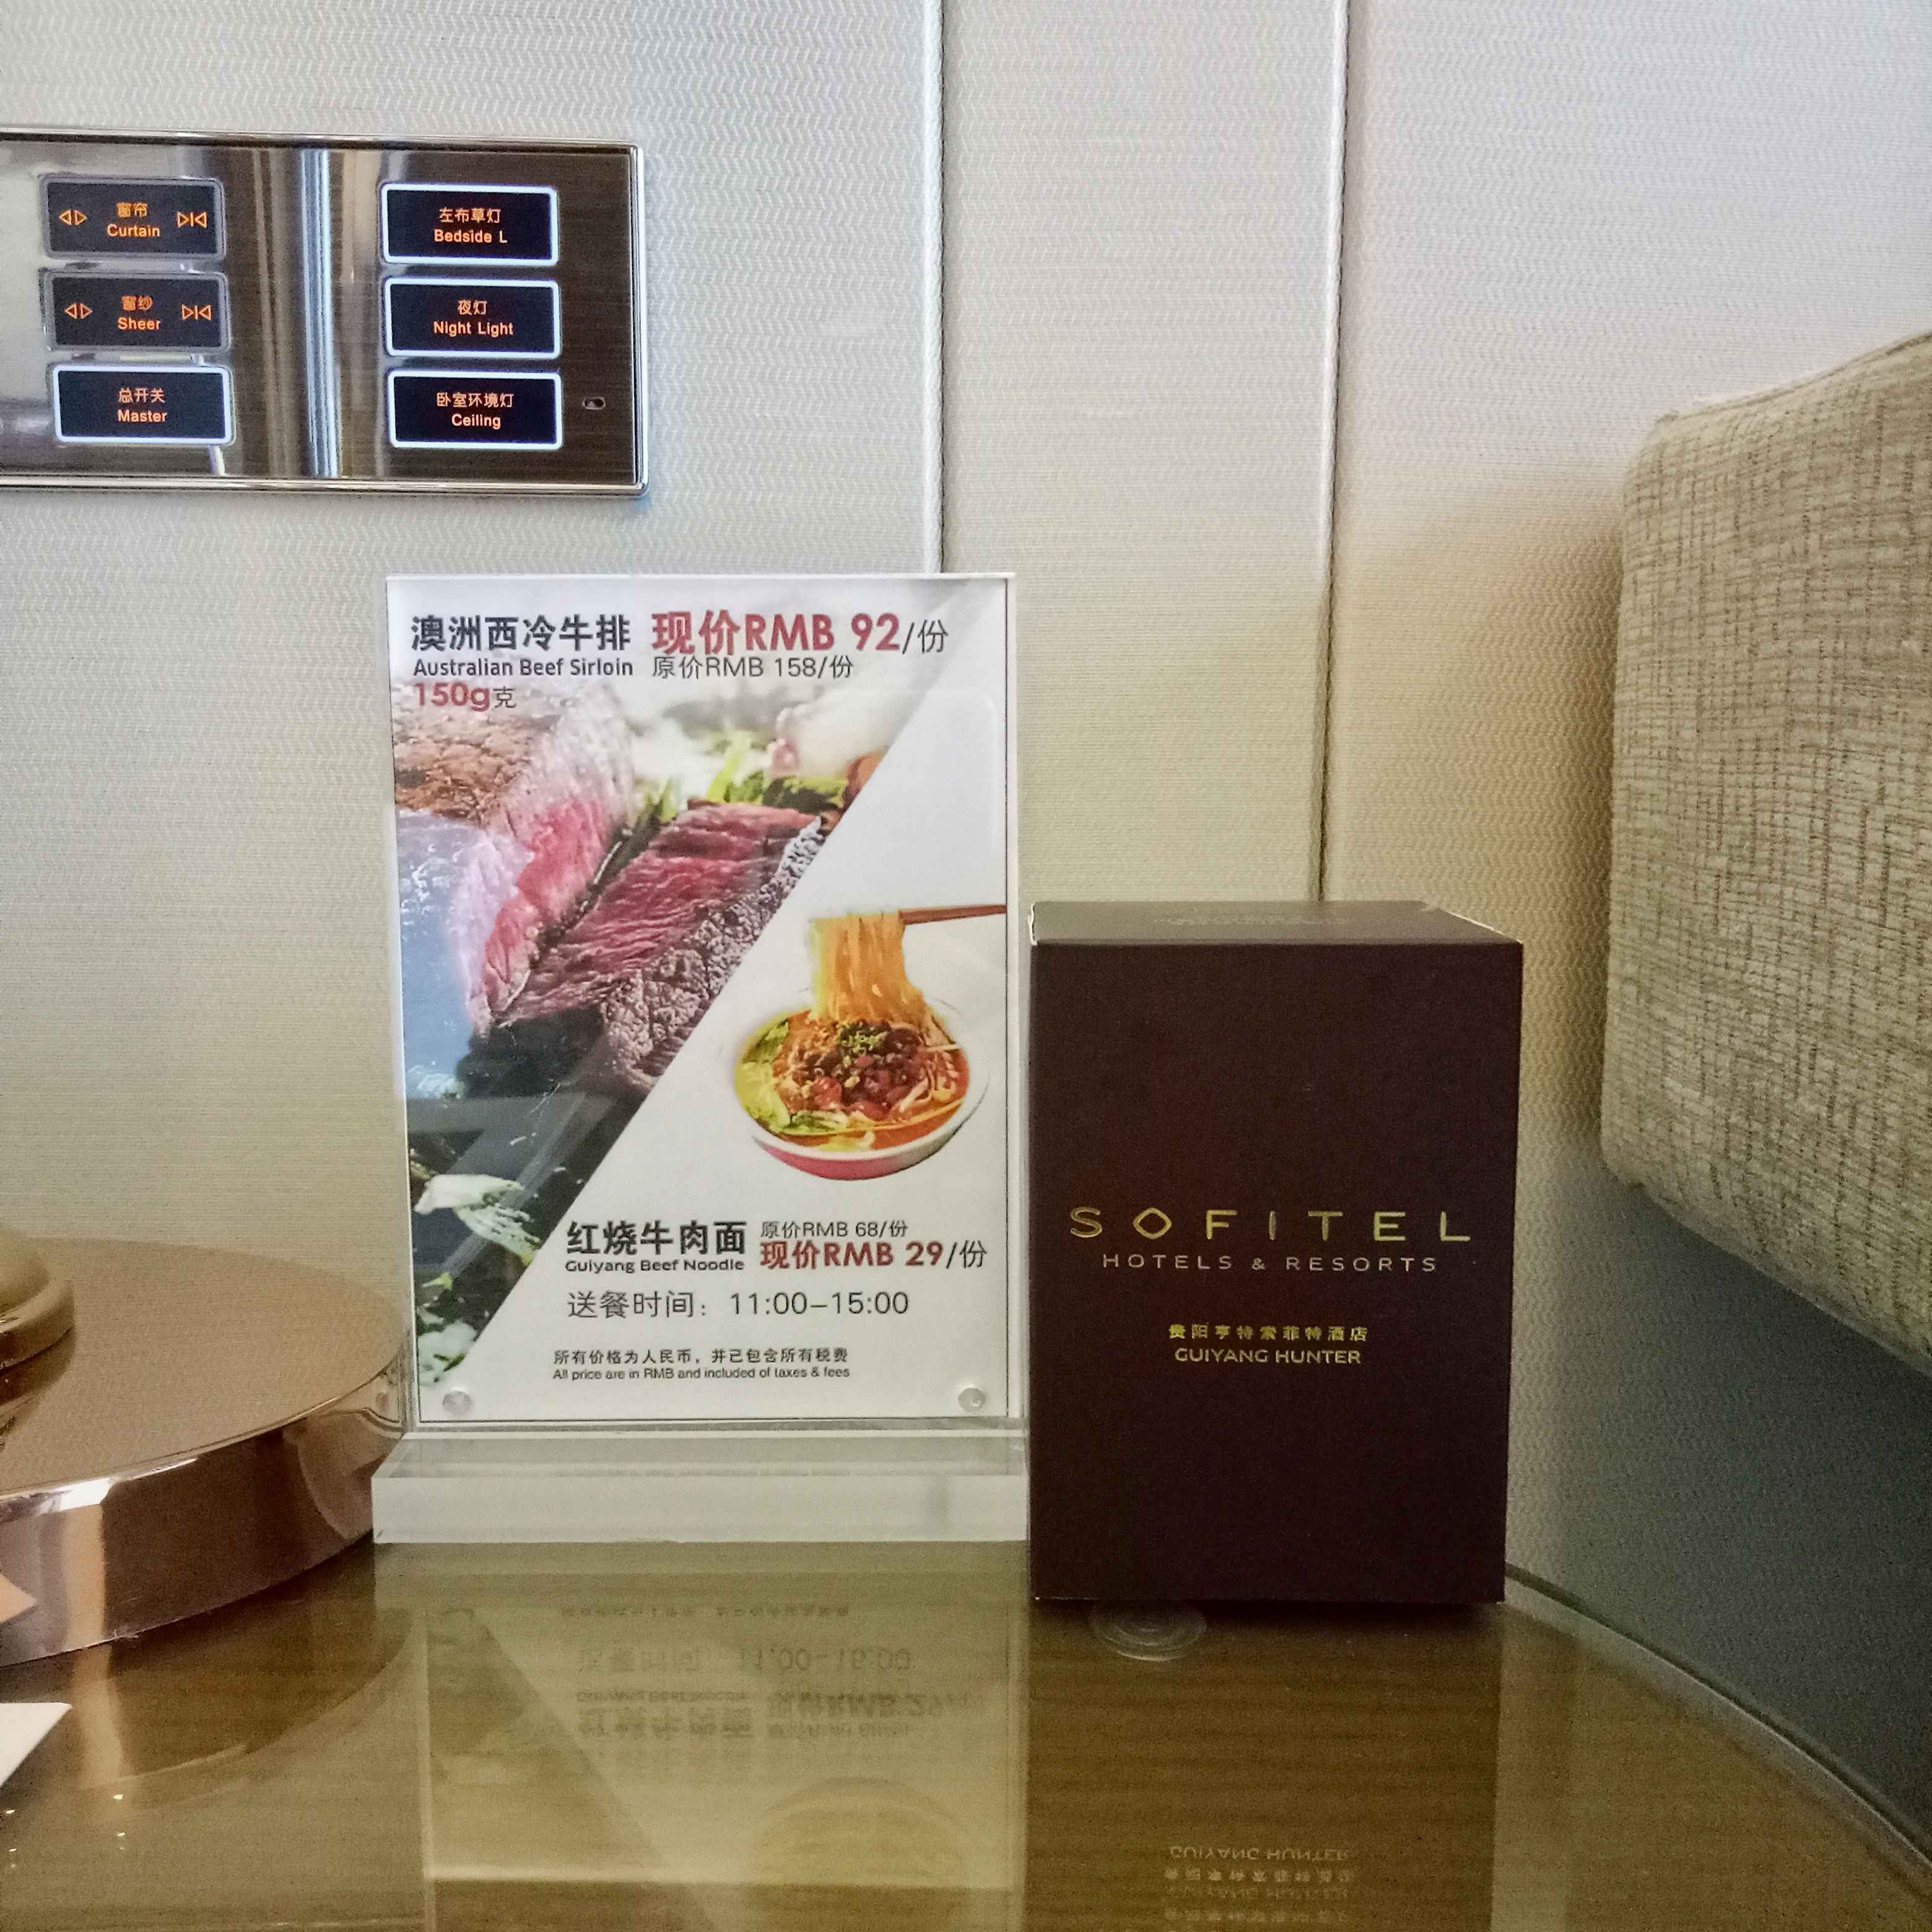 窗帘
Curtain
窗纱
Sheer
总开关
Master
左布草灯
Bedside L
夜灯
Night Light
卧室环境灯
Ceiling
澳洲西冷牛排 现价RMB 92/份
Australian Beef Sirloin 原价RMB 158/份
150g克
红烧牛肉面 原价RMB 68/份
Guiyang Beef Noodle 现价RMB 29/份
送餐时间：11:00–15:00
所有价格为人民币，并已包含所有税费
All price are in RMB and included of taxes & fees
SOFITEL
HOTELS & RESORTS
贵阳亨特索菲特酒店
GUIYANG HUNTER